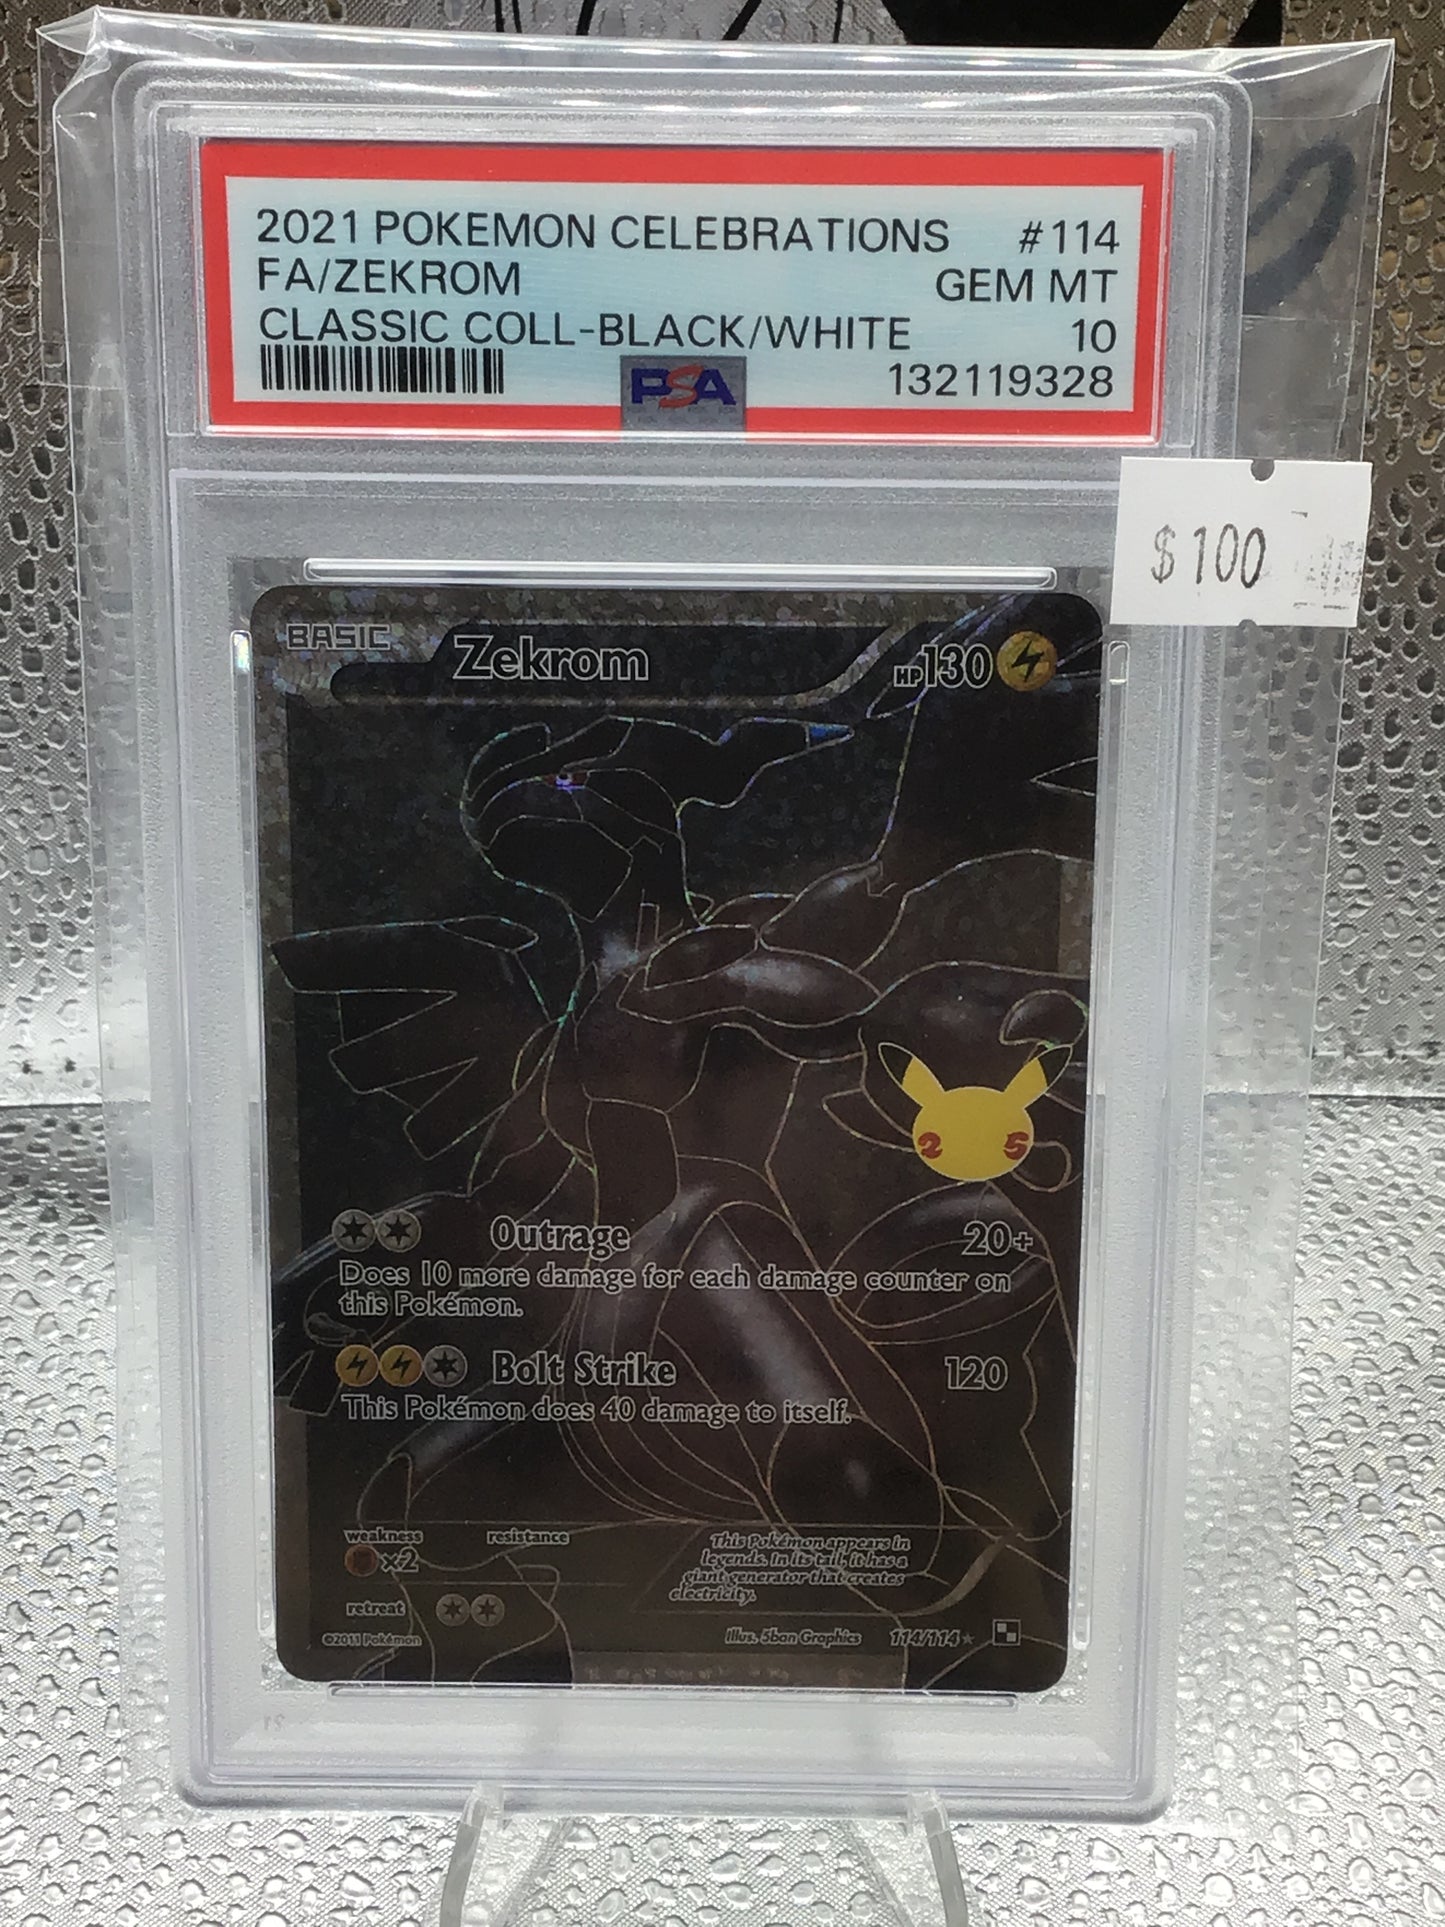 2021 POKEMON CELEBRATIONS #114
FA/ZEKROM GEM MT
CLASSIC COLL-BLACK/WHITE 10
PSA 132119328
$100
BASIC Zekrom HP130
2 5
Outrage 20+
Does 10 more damage for each damage counter on
this Pokémon.
Bolt Strike 120
This Pokémon does 40 damage to itself.
weakness resistance
×2
This Pokémon appears in
legends. In its tail, it has a
giant generator that creates
electricity.
retreat
©2011 Pokémon Illus. 5ban Graphics 114/114